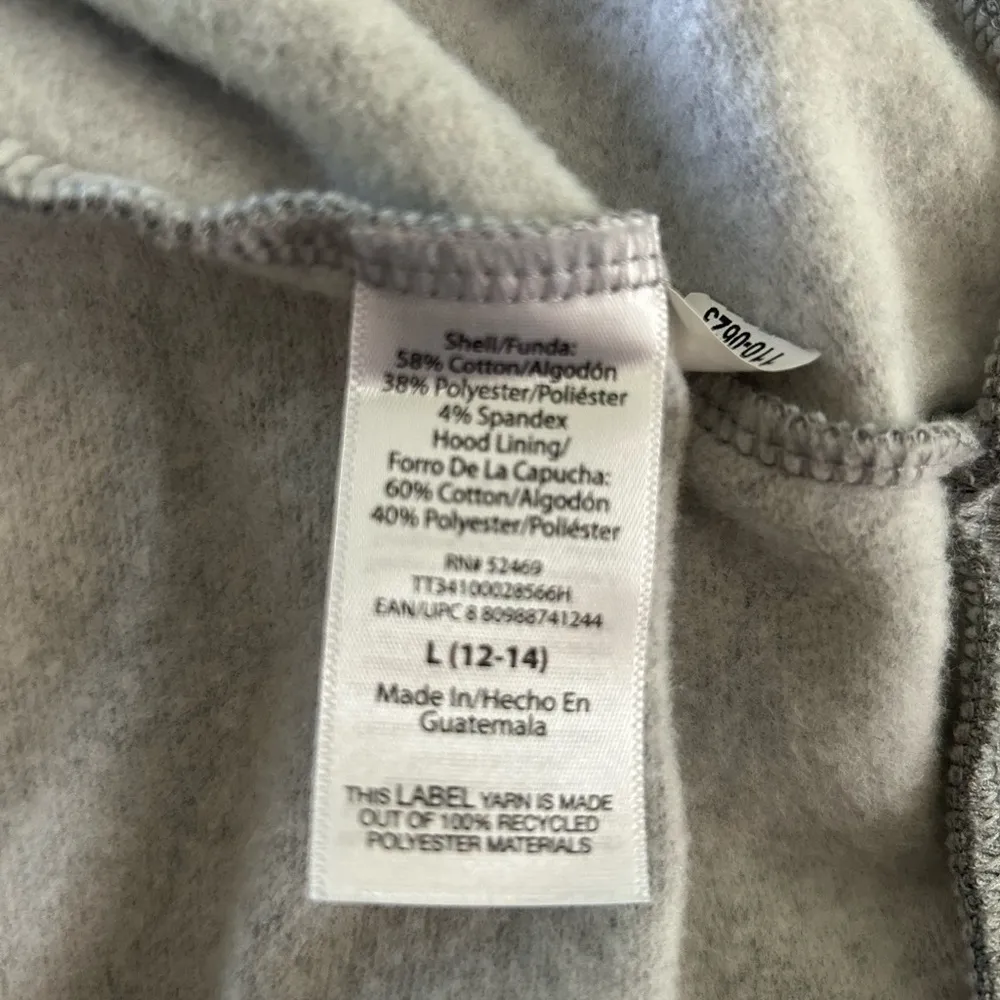 Shell/Funda:
58% Cotton/Algodón
38% Polyester/Poliéster
4% Spandex
Hood Lining/
Forro De La Capucha:
60% Cotton/Algodón
40% Polyester/Poliéster
RN# 52469
TT34100028566H
EAN/UPC 8 80988741244
L (12-14)
Made In/Hecho En
Guatemala
THIS LABEL YARN IS MADE
OUT OF 100% RECYCLED
POLYESTER MATERIALS
110-0623